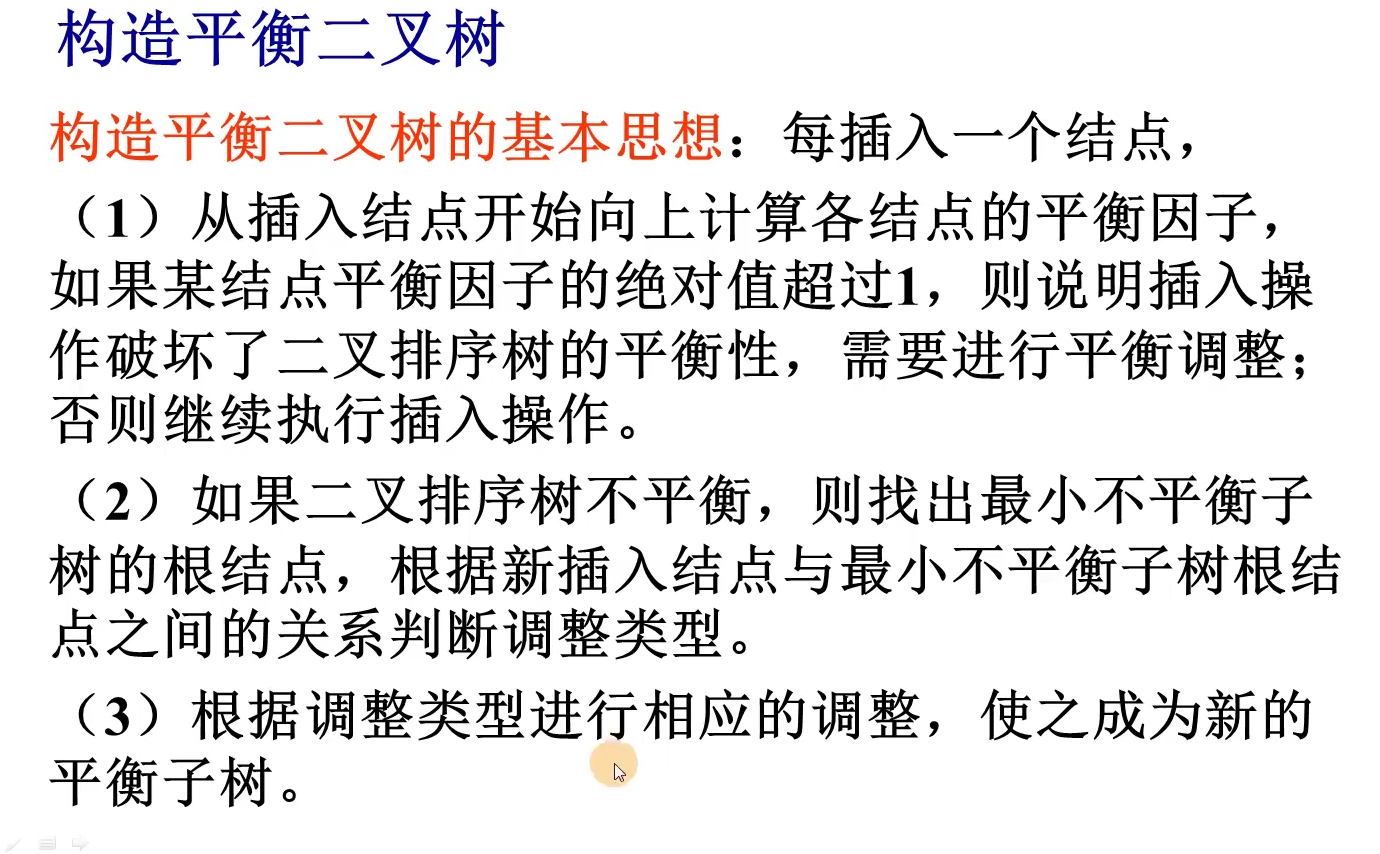 构造平衡二叉树
构造平衡二叉树的基本思想：每插入一个结点，
（1）从插入结点开始向上计算各结点的平衡因子，
如果某结点平衡因子的绝对值超过1，则说明插入操
作破坏了二叉排序树的平衡性，需要进行平衡调整；
否则继续执行插入操作。
（2）如果二叉排序树不平衡，则找出最小不平衡子
树的根结点，根据新插入结点与最小不平衡子树根结
点之间的关系判断调整类型。
（3）根据调整类型进行相应的调整，使之成为新的
平衡子树。